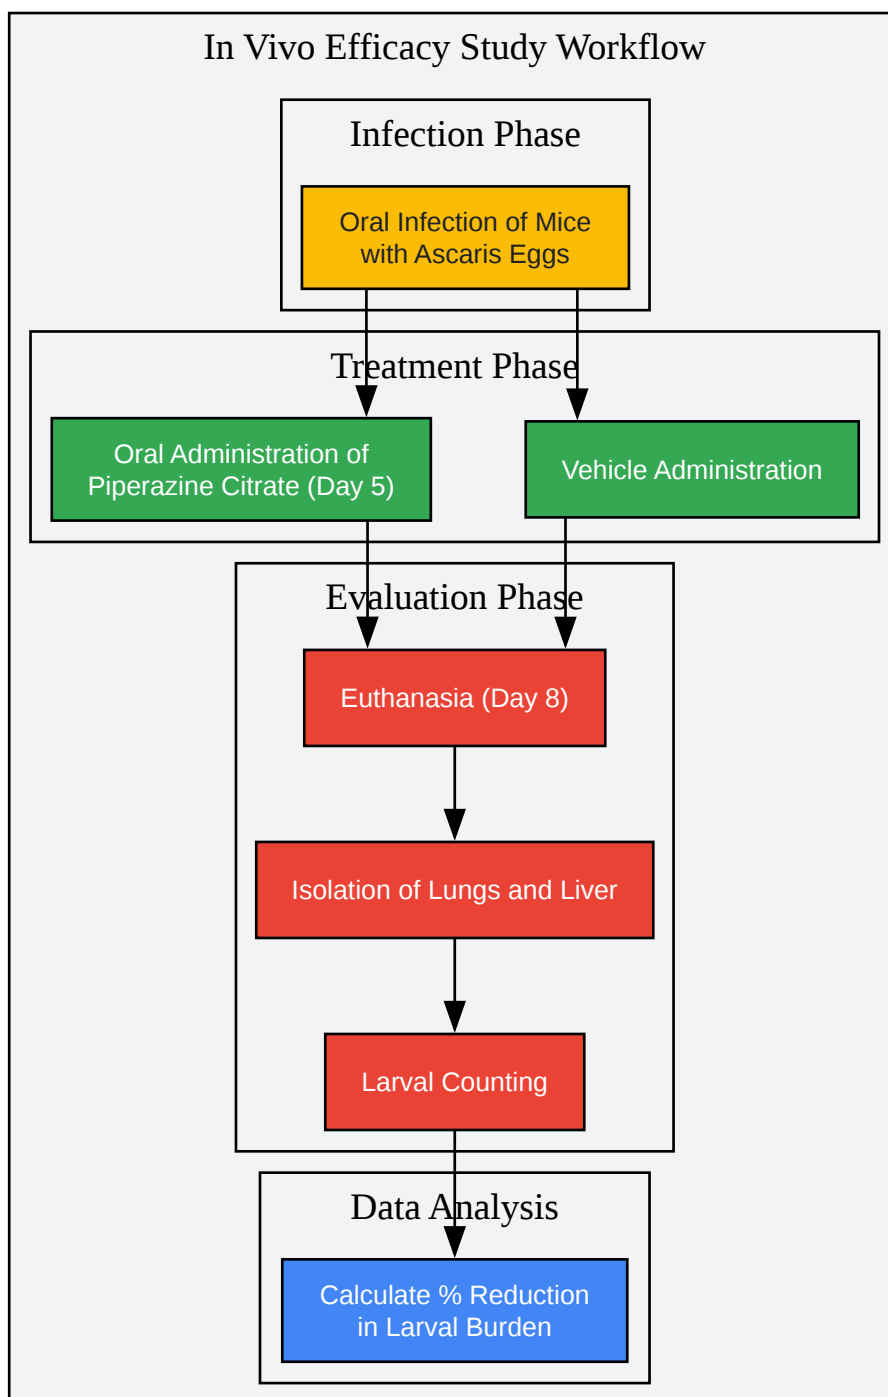 In Vivo Efficacy Study Workflow
Infection Phase
Oral Infection of Mice
with Ascaris Eggs
Treatment Phase
Oral Administration of
Piperazine Citrate (Day 5)
Vehicle Administration
Evaluation Phase
Euthanasia (Day 8)
Isolation of Lungs and Liver
Larval Counting
Data Analysis
Calculate % Reduction
in Larval Burden